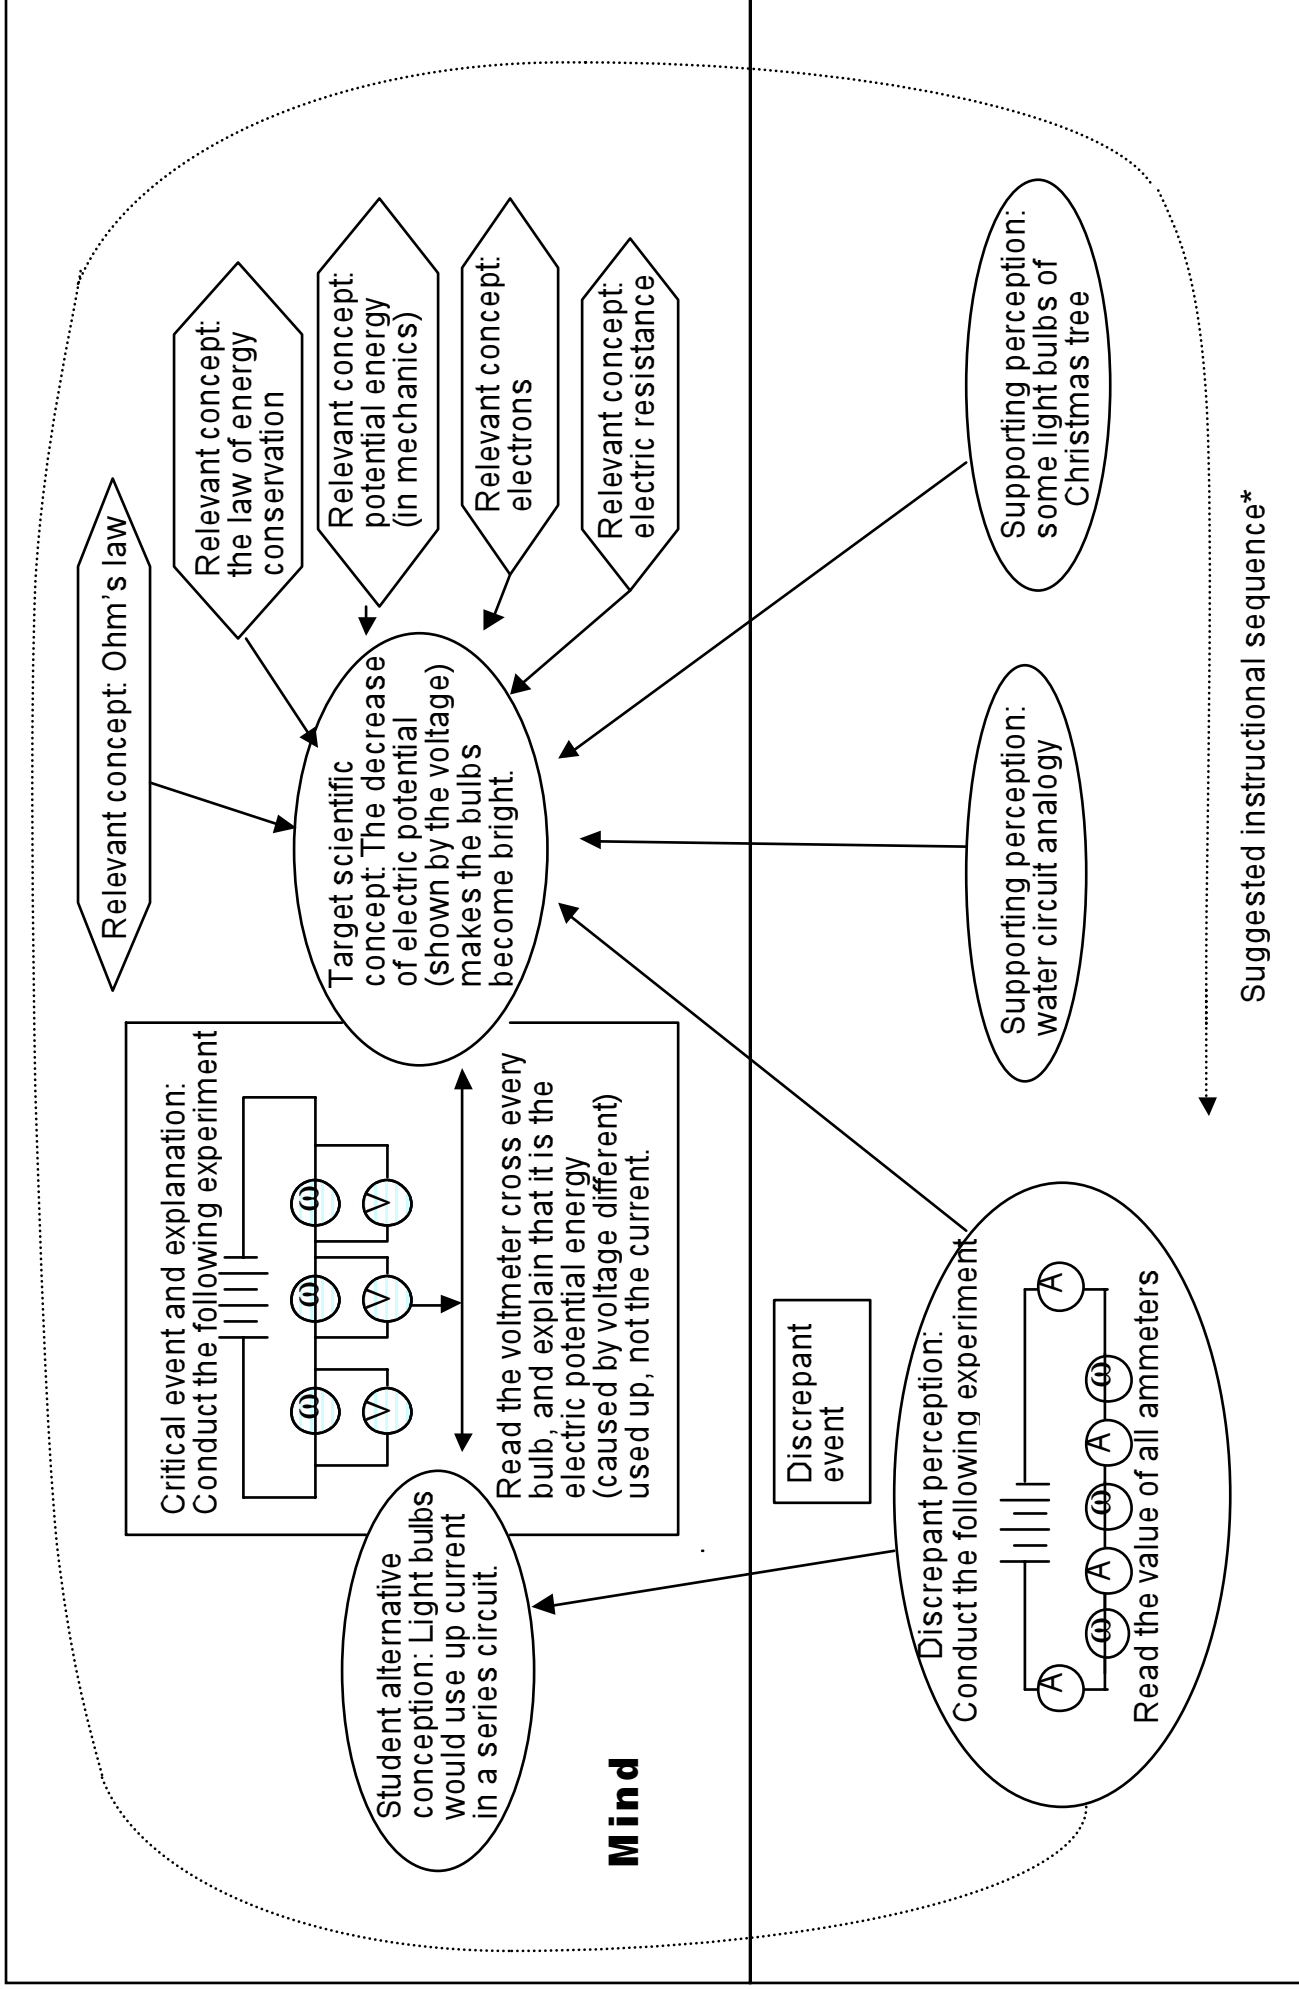 Relevant concept: Ohm's law
Critical event and explanation:
Conduct the following experiment
ω
ω
ω
V
V
V
Read the voltmeter cross every
bulb, and explain that it is the
electric potential energy
(caused by voltage different)
used up, not the current.
Target scientific
concept: The decrease
of electric potential
(shown by the voltage)
makes the bulbs
become bright.
Relevant concept:
the law of energy
conservation
Relevant concept:
potential energy
(in mechanics)
Relevant concept:
electrons
Relevant concept:
electric resistance
Student alternative
conception: Light bulbs
would use up current
in a series circuit.
Mind
Discrepant
event
Discrepant perception:
Conduct the following experiment
A
A
ω
A
ω
A
ω
Read the value of all ammeters
Supporting perception:
water circuit analogy
Supporting perception:
some light bulbs of
Christmas tree
Suggested instructional sequence*